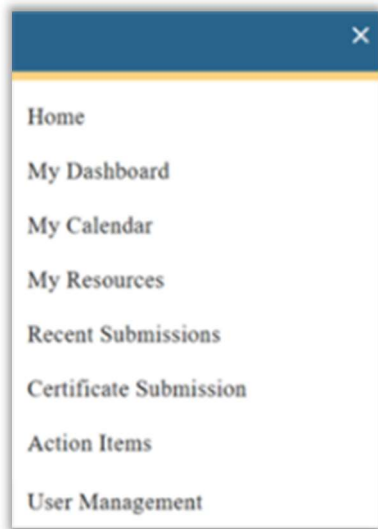 Home
My Dashboard
My Calendar
My Resources
Recent Submissions
Certificate Submission
Action Items
User Management